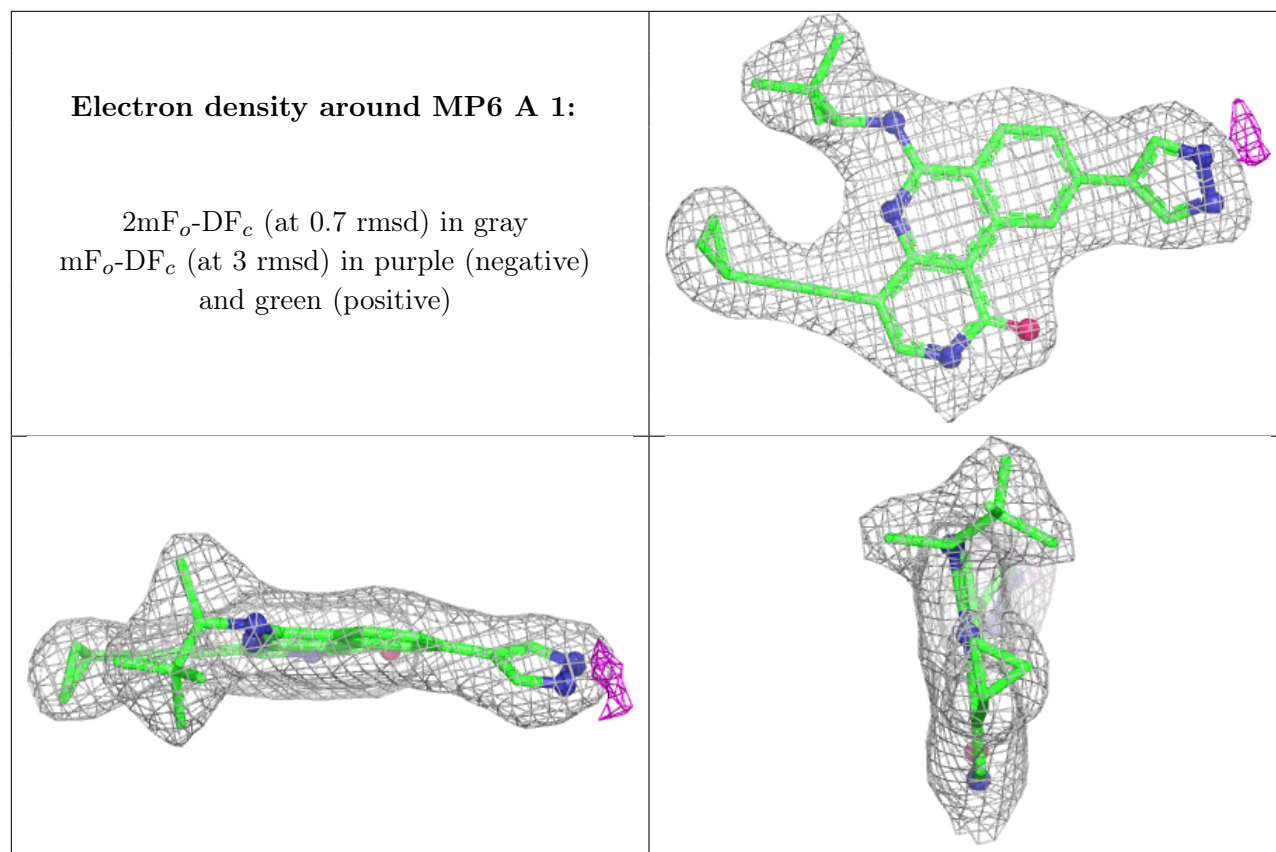 Electron density around MP6 A 1:
2mFo-DFc (at 0.7 rmsd) in gray
mFo-DFc (at 3 rmsd) in purple (negative)
and green (positive)